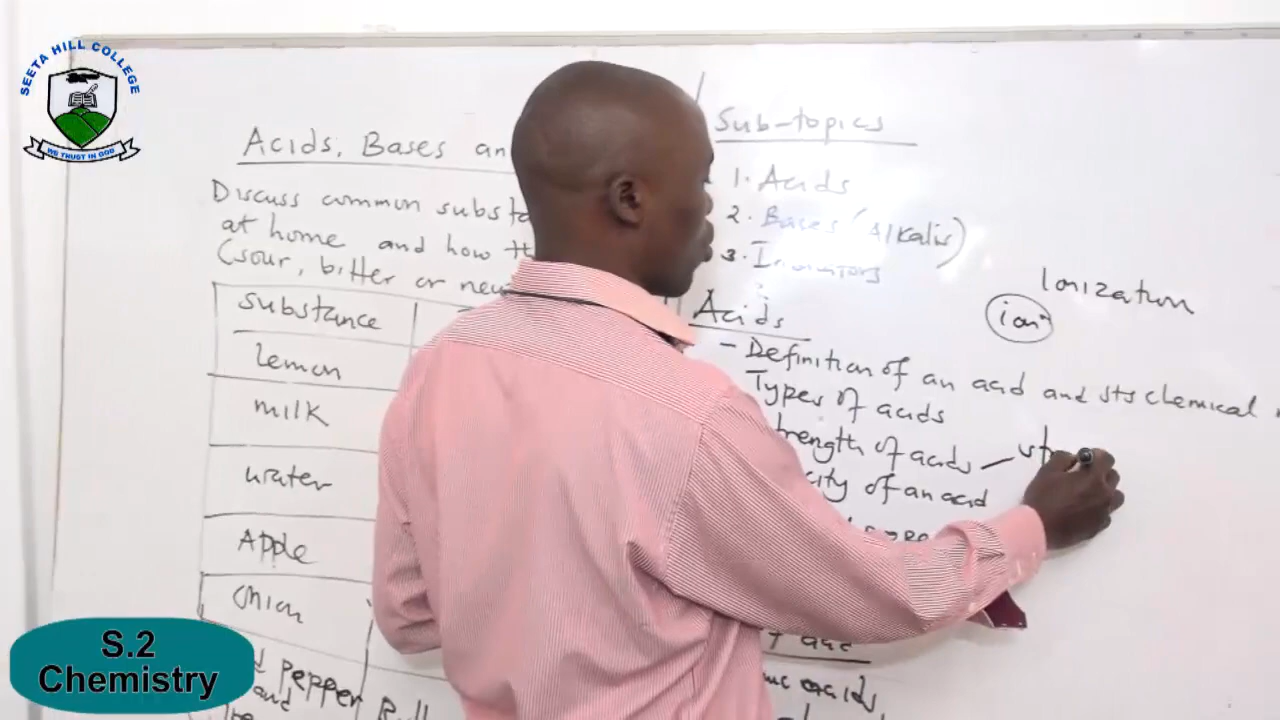 SEETA HILL COLLEGE
WE TRUST IN GOD
Acids, Bases an
Discuss common substa
at home and how th
(sour, bitter or neu
substance
lemon
milk
water
Apple
Onion
Pepper
and
Sub-topics
1. Acids
2. Bases (Alkalis)
3. Indicators
Acids
- Definition of an acid and its chemical
Types of acids
trength of acids - st
city of an acid
Ionization
ion
acids
S.2
Chemistry